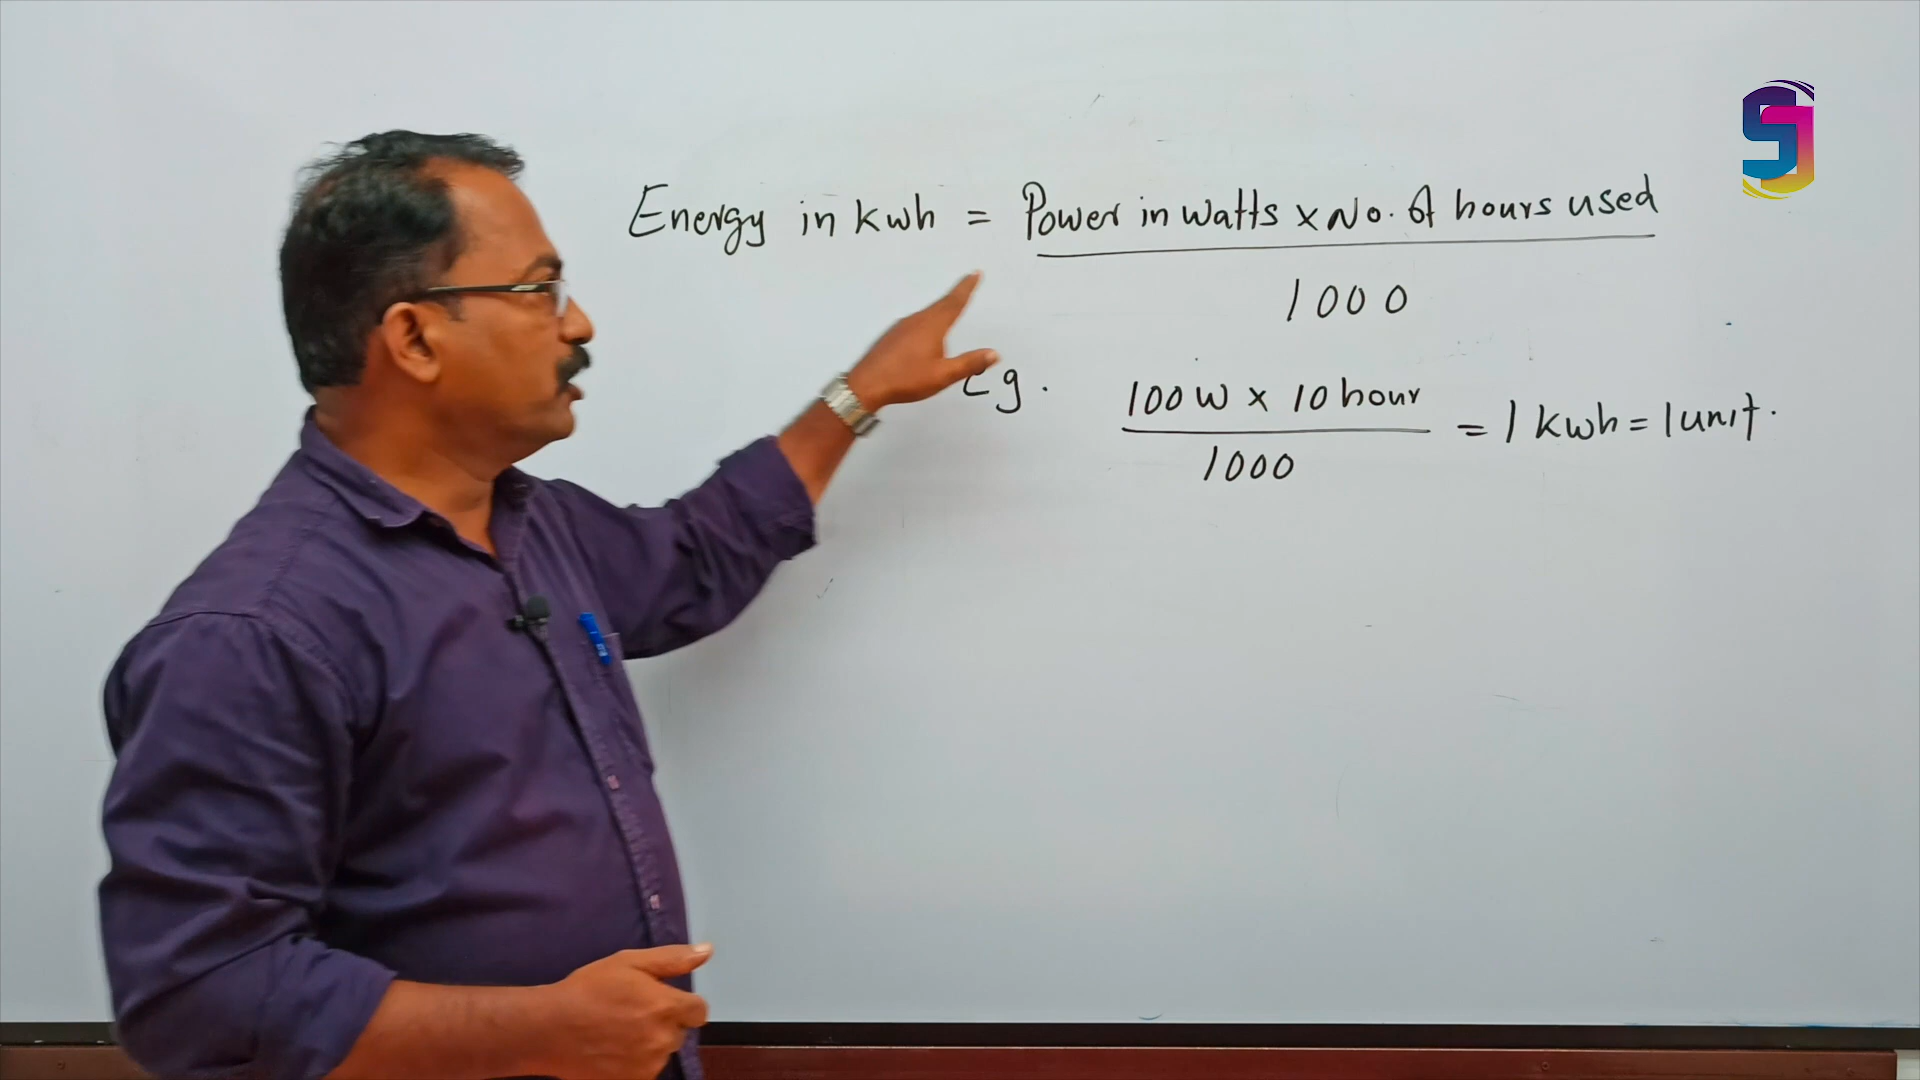 Energy in kwh = Power in watts x No. of hours used
1000
Eg.
100 W x 10 hour
1000
= 1 kwh = 1 unit.
SJ